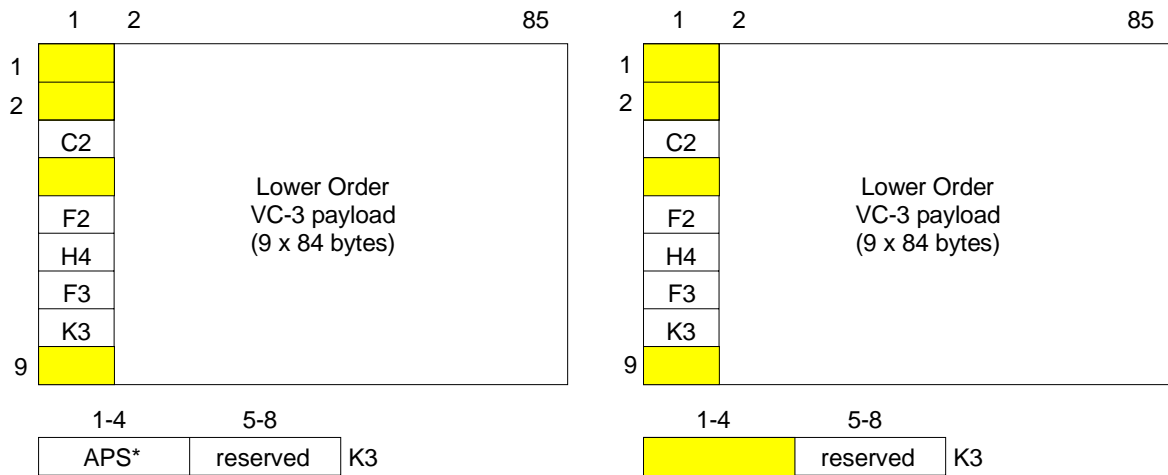 1 2 85
1
2
C2
F2
H4
F3
K3
9
Lower Order
VC-3 payload
(9 x 84 bytes)
1-4 5-8
APS* reserved K3
1 2 85
1
2
C2
F2
H4
F3
K3
9
Lower Order
VC-3 payload
(9 x 84 bytes)
1-4 5-8
reserved K3